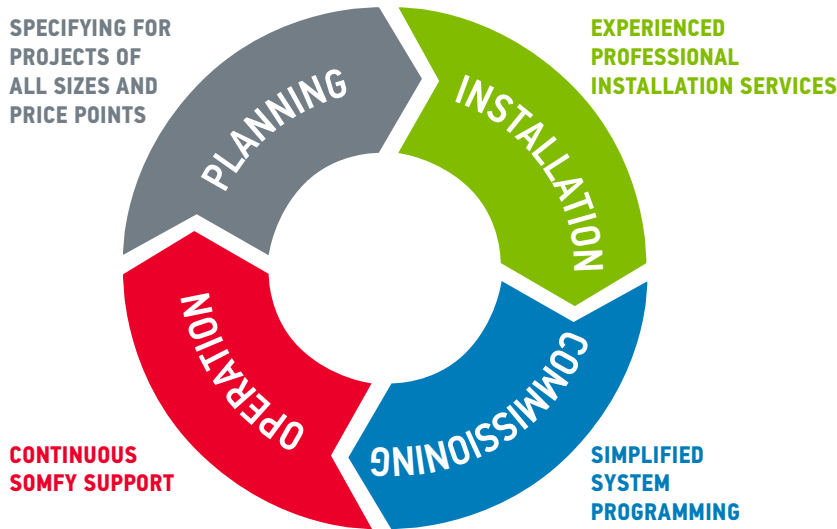 SPECIFYING FOR
PROJECTS OF
ALL SIZES AND
PRICE POINTS
PLANNING
INSTALLATION
EXPERIENCED
PROFESSIONAL
INSTALLATION SERVICES
OPERATION
COMMISSIONING
CONTINUOUS
SOMFY SUPPORT
SIMPLIFIED
SYSTEM
PROGRAMMING